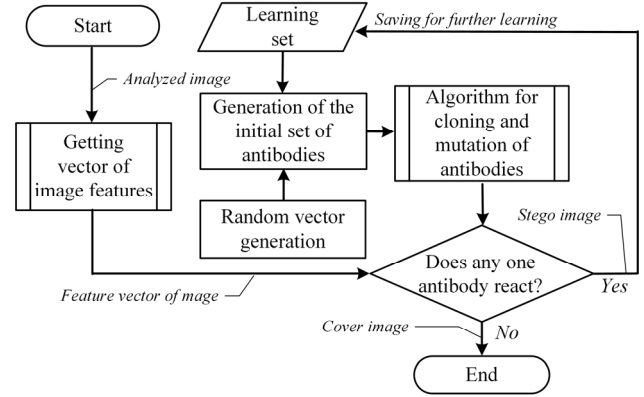 Start
Learning
set
Saving for further learning
Analyzed image
Generation of the
initial set of
antibodies
Algorithm for
cloning and
mutation of
antibodies
Getting
vector of
image features
Random vector
generation
Stego image
Does any one
antibody react?
Feature vector of mage
Yes
Cover image
No
End